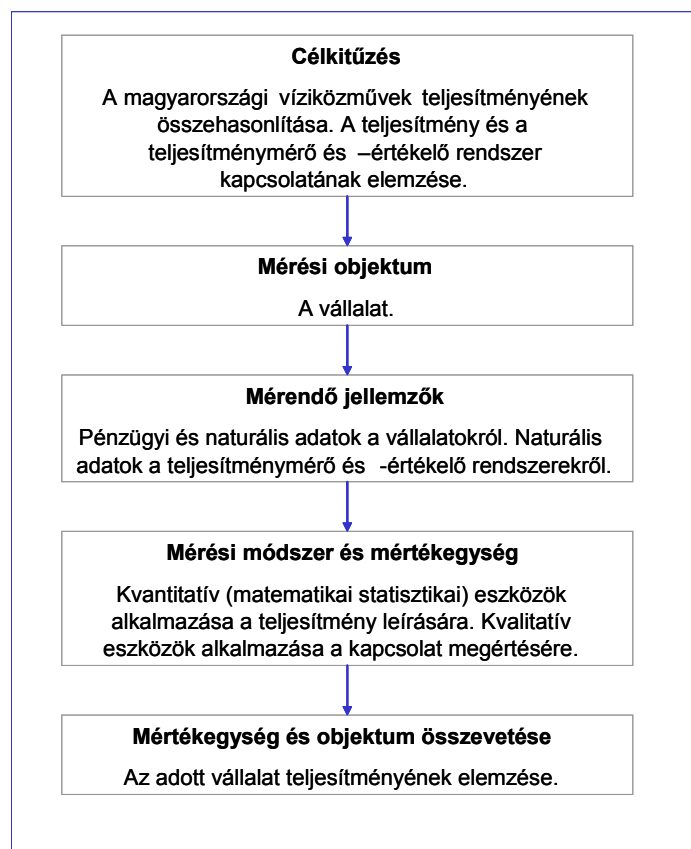 Célkitűzés
A magyarországi víziközművek teljesítményének
összehasonlítása. A teljesítmény és a
teljesítménymérő és –értékelő rendszer
kapcsolatának elemzése.
Mérési objektum
A vállalat.
Mérendő jellemzők
Pénzügyi és naturális adatok a vállalatokról. Naturális
adatok a teljesítménymérő és -értékelő rendszerekről.
Mérési módszer és mértékegység
Kvantitatív (matematikai statisztikai) eszközök
alkalmazása a teljesítmény leírására. Kvalitatív
eszközök alkalmazása a kapcsolat megértésére.
Mértékegység és objektum összevetése
Az adott vállalat teljesítményének elemzése.